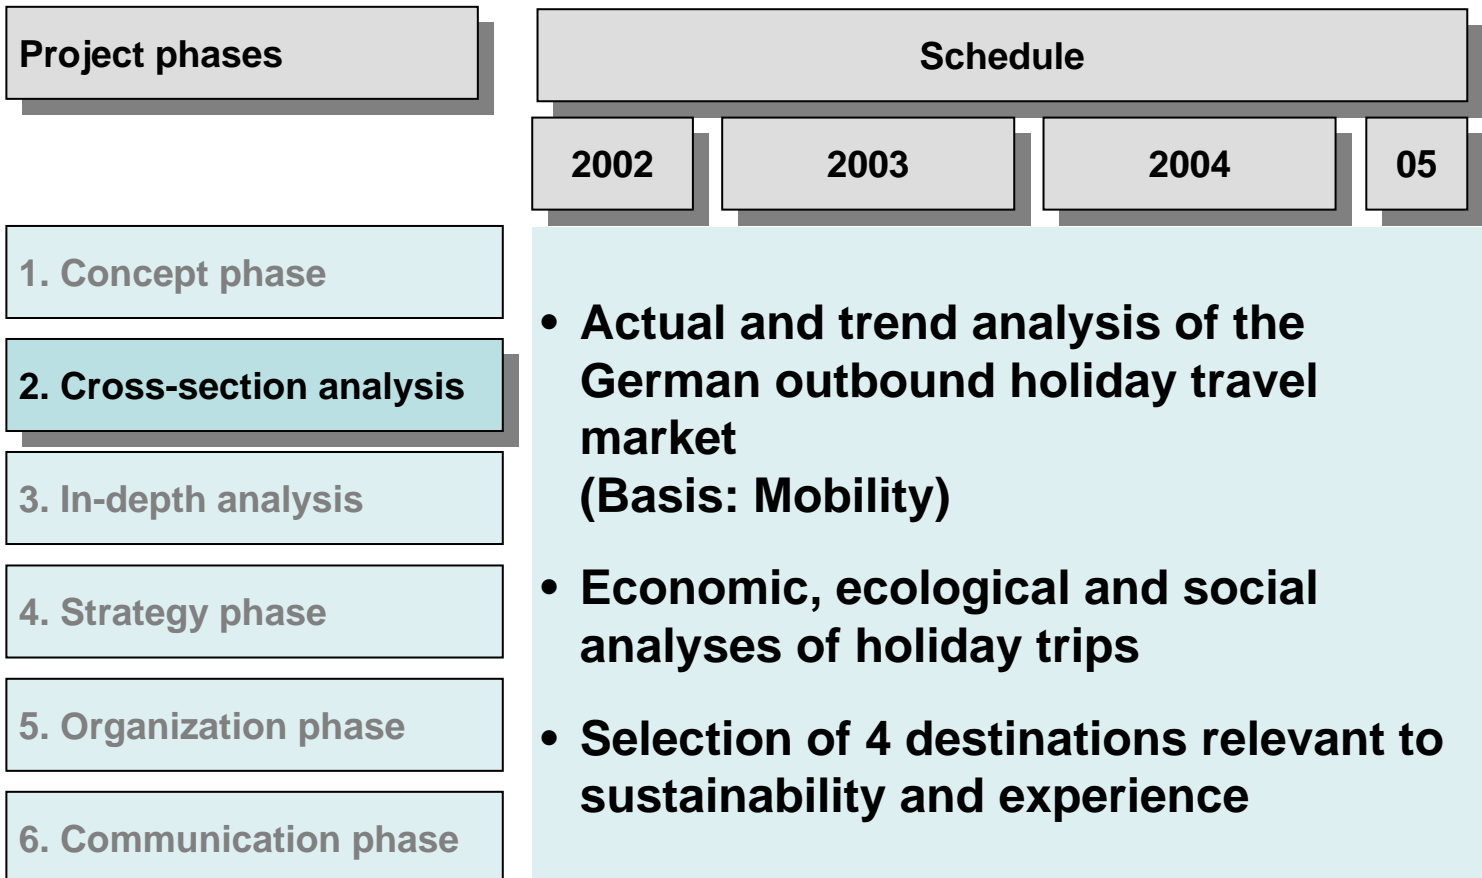 Project phases
Schedule
2002
2003
2004
05
1. Concept phase
2. Cross-section analysis
3. In-depth analysis
4. Strategy phase
5. Organization phase
6. Communication phase
• Actual and trend analysis of the
German outbound holiday travel
market
(Basis: Mobility)
• Economic, ecological and social
analyses of holiday trips
• Selection of 4 destinations relevant to
sustainability and experience